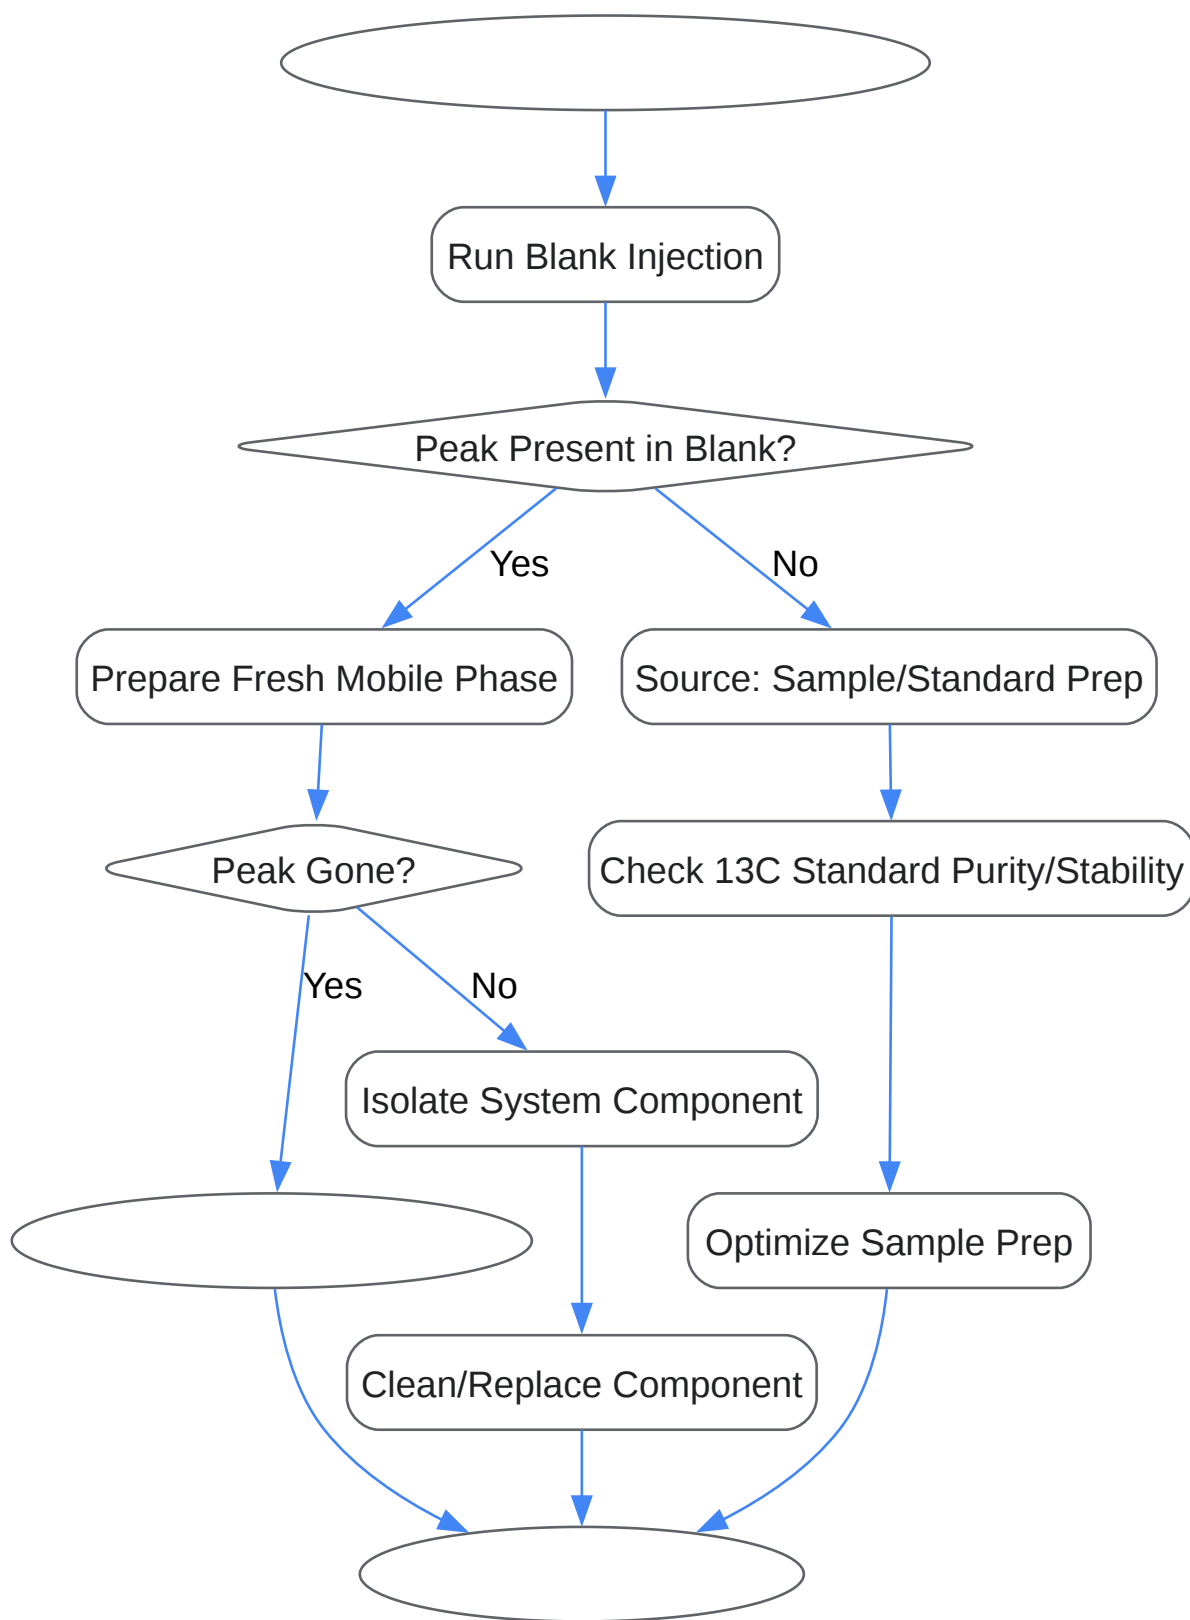 Run Blank Injection
Peak Present in Blank?
Yes
No
Prepare Fresh Mobile Phase
Source: Sample/Standard Prep
Peak Gone?
Check 13C Standard Purity/Stability
Yes
No
Isolate System Component
Optimize Sample Prep
Clean/Replace Component